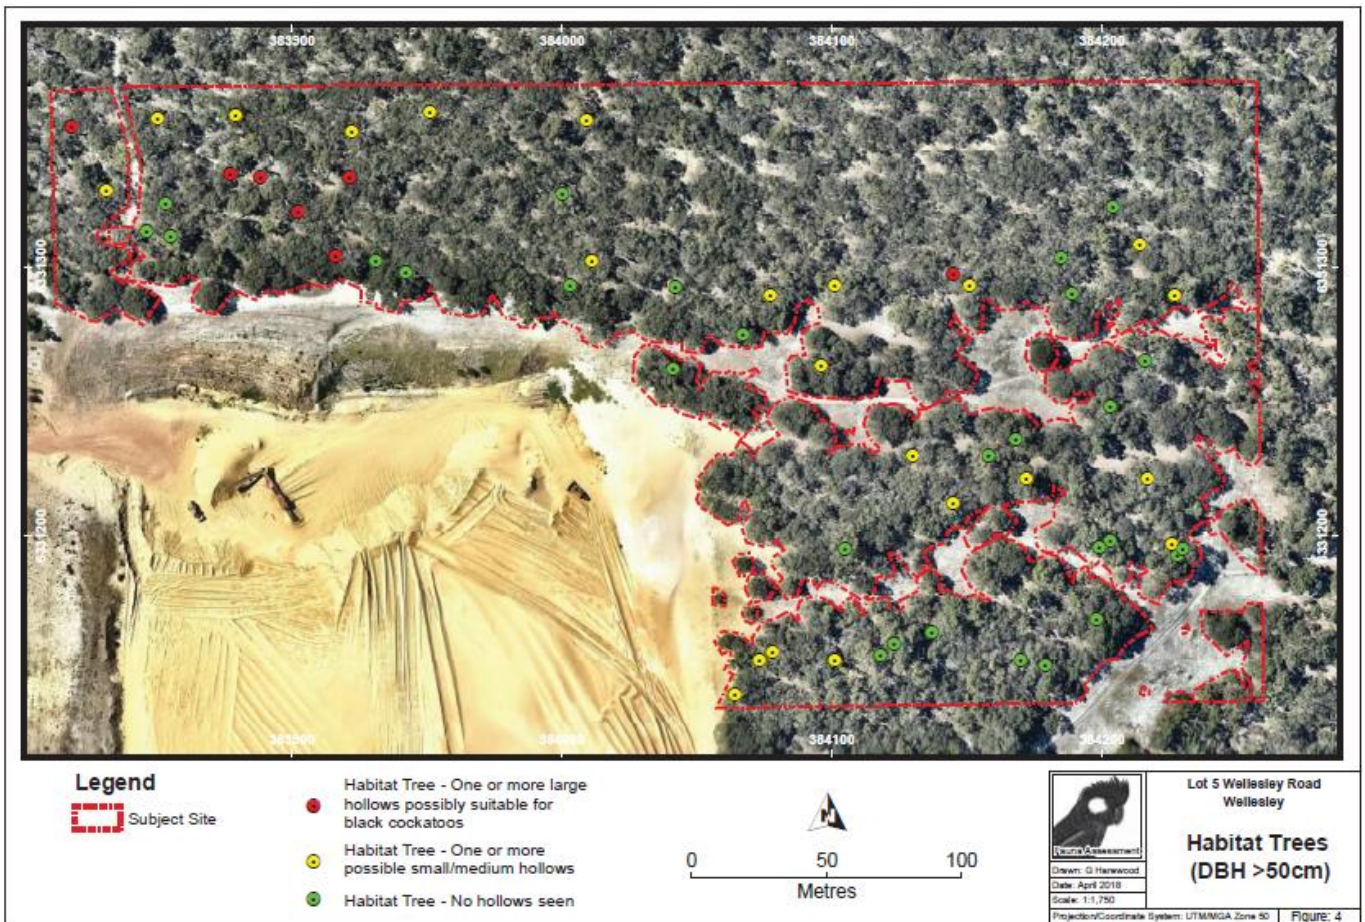 383900
384000
384100
384200
6331300
6331300
6331200
6331200
383900
384000
384100
384200
Legend
Subject Site
Habitat Tree - One or more large
hollows possibly suitable for
black cockatoos
Habitat Tree - One or more
possible small/medium hollows
Habitat Tree - No hollows seen
N
0
50
100
Metres
Fauna Assessment
Drawn: G Harewood
Date: April 2018
Scale: 1:1,750
Projection/Coordinate System: UTM/MGA Zone 50
Lot 5 Wellesley Road
Wellesley
Habitat Trees
(DBH >50cm)
Figure: 4